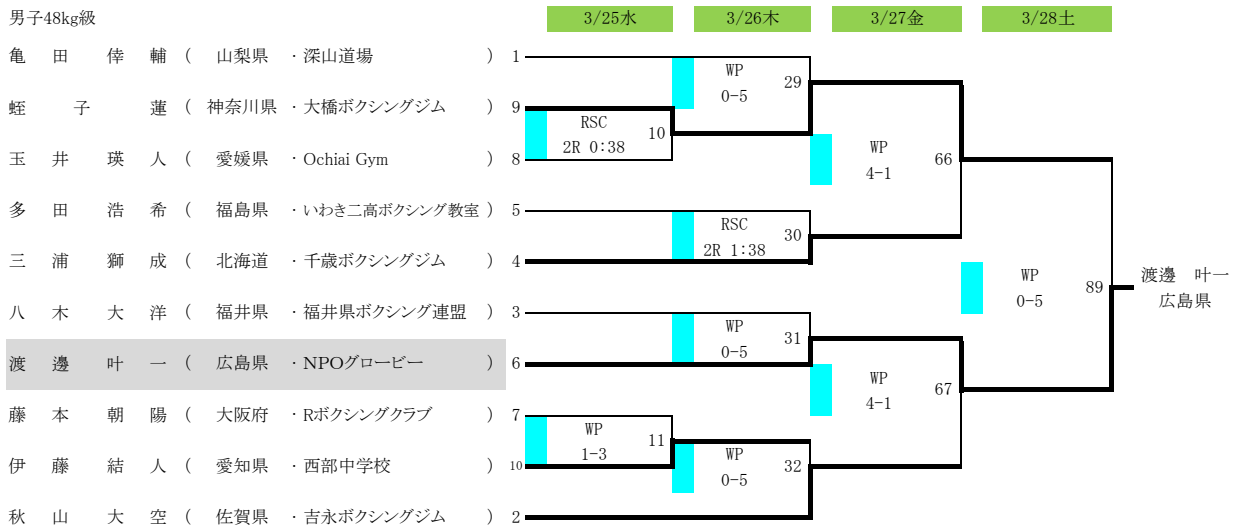 男子48kg級
3/25水 3/26木 3/27金 3/28土
亀田倖輔 ( 山梨県 ・深山道場 ) 1
蛭子蓮 ( 神奈川県 ・大橋ボクシングジム ) 9
玉井瑛人 ( 愛媛県 ・Ochiai Gym ) 8
多田浩希 ( 福島県 ・いわき二高ボクシング教室 ) 5
三浦獅成 ( 北海道 ・千歳ボクシングジム ) 4
八木大洋 ( 福井県 ・福井県ボクシング連盟 ) 3
渡邊叶一 ( 広島県 ・NPOグロービー ) 6
藤本朝陽 ( 大阪府 ・Rボクシングクラブ ) 7
伊藤結人 ( 愛知県 ・西部中学校 ) 10
秋山大空 ( 佐賀県 ・吉永ボクシングジム ) 2
RSC
2R 0:38
10
WP
1-3
11
WP
0-5
29
RSC
2R 1:38
30
WP
0-5
31
WP
0-5
32
WP
4-1
66
WP
4-1
67
WP
0-5
89
渡邊 叶一
広島県